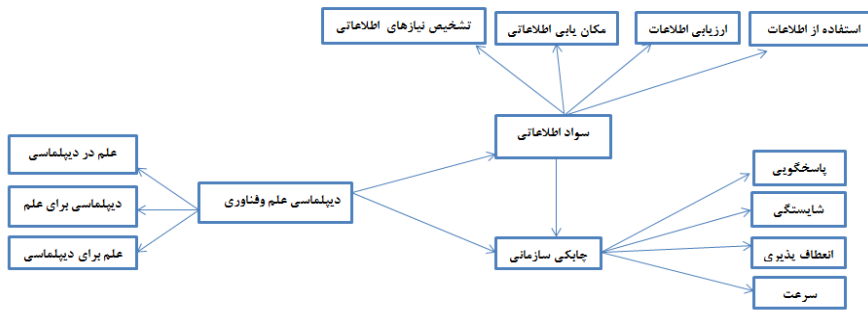 استفاده از اطلاعات
ارزیابی اطلاعات
مکان یابی اطلاعاتی
تشخیص نیازهای اطلاعاتی
سواد اطلاعاتی
علم در دیپلماسی
دیپلماسی برای علم
علم برای دیپلماسی
دیپلماسی علم وفناوری
چابکی سازمانی
پاسخگویی
شایستگی
انعطاف پذیری
سرعت